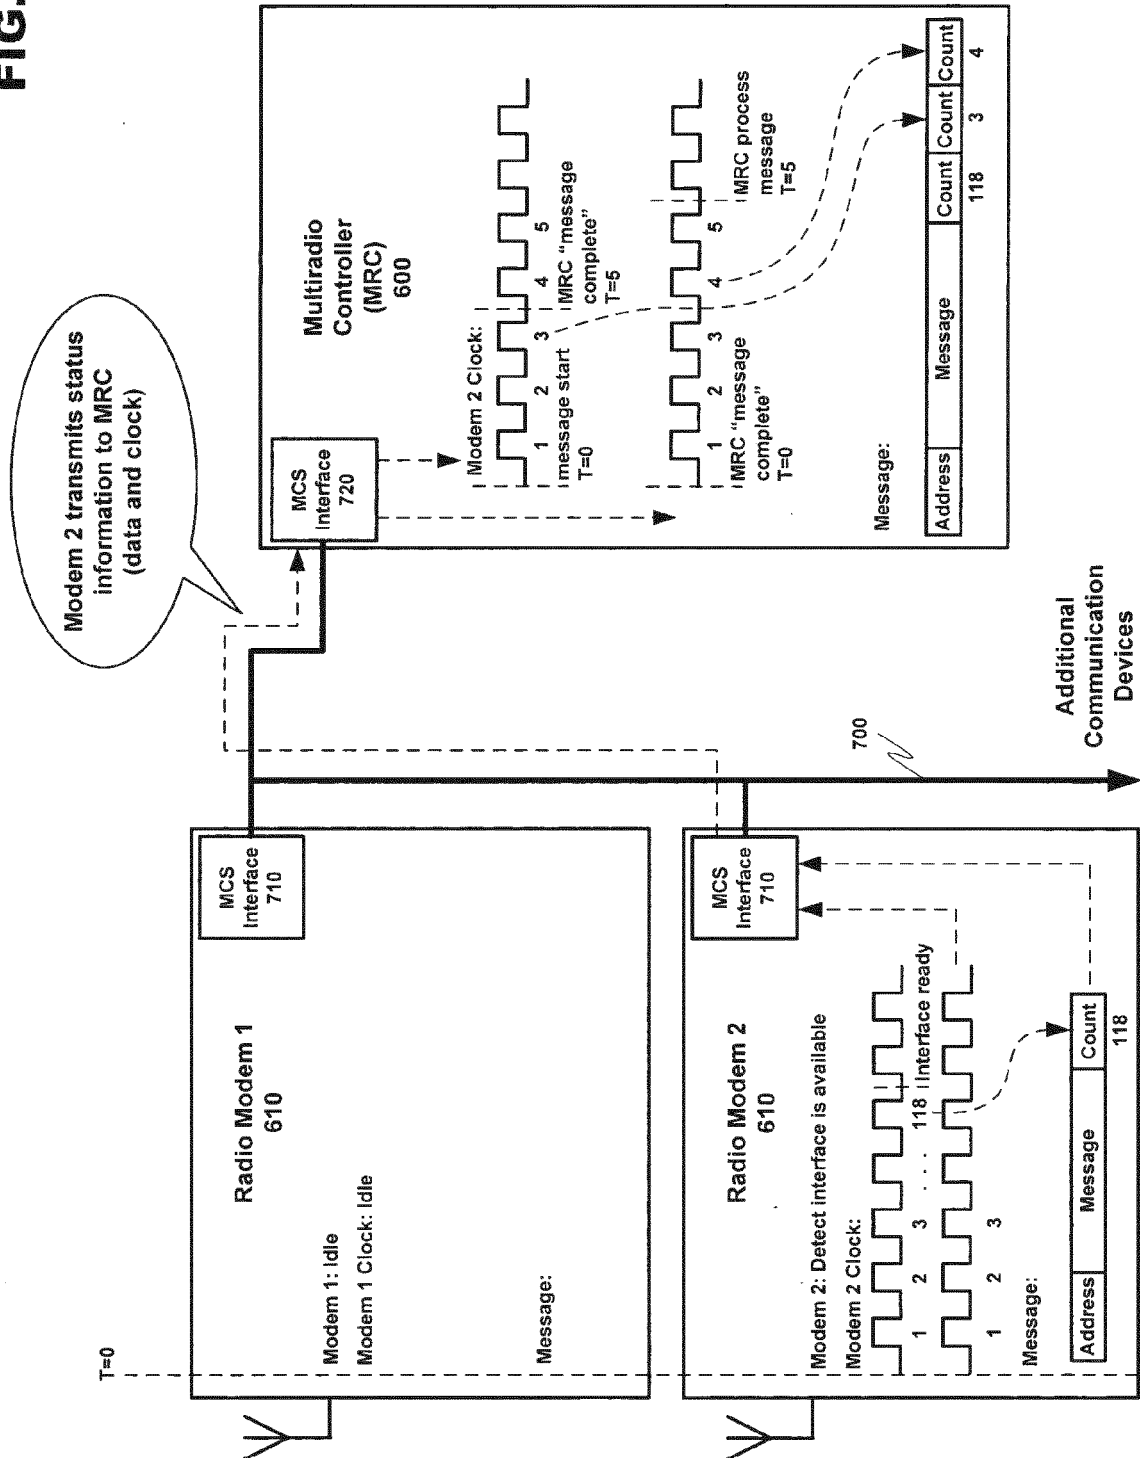 FIG.
Modem 2 transmits status
information to MRC
(data and clock)
T=0
Radio Modem 1
610
MCS
Interface
710
Modem 1: Idle
Modem 1 Clock: Idle
Message:
Multiradio
Controller
(MRC)
600
MCS
Interface
720
Modem 2 Clock:
1 2 3 4 5
message start
T=0
MRC “message
complete”
T=5
1 2 3 4 5
MRC “message
complete”
T=0
MRC process
message
T=5
Message:
Address Message Count Count Count
118 3 4
Radio Modem 2
610
MCS
Interface
710
Modem 2: Detect interface is available
Modem 2 Clock:
1 2 3 . . . 118 Interface ready
1 2 3
Message:
Address Message Count
118
700
Additional
Communication
Devices